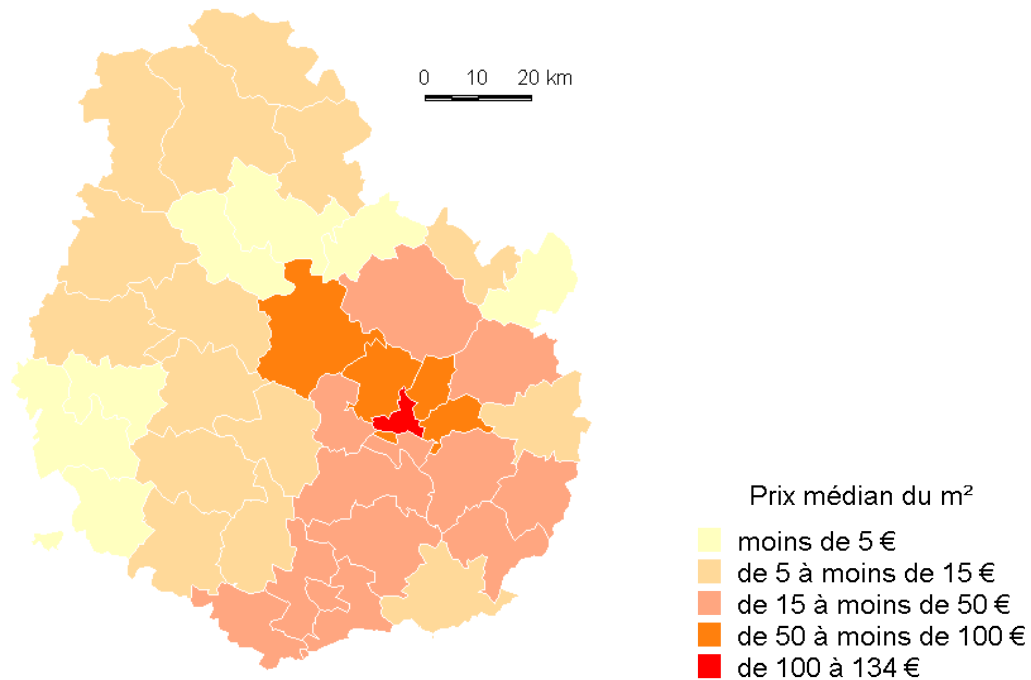 0 10 20 km
Prix médian du m²
moins de 5 €
de 5 à moins de 15 €
de 15 à moins de 50 €
de 50 à moins de 100 €
de 100 à 134 €